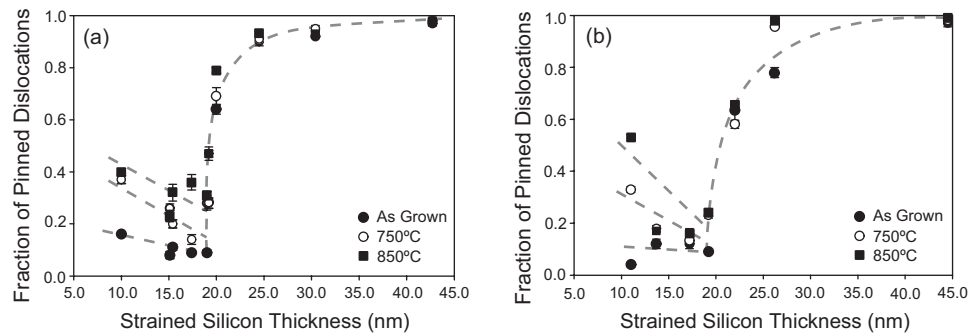 (a)
Fraction of Pinned Dislocations
1.0
0.8
0.6
0.4
0.2
0.0
As Grown
750ºC
850ºC
5.0 10.0 15.0 20.0 25.0 30.0 35.0 40.0 45.0
Strained Silicon Thickness (nm)
(b)
Fraction of Pinned Dislocations
1.0
0.8
0.6
0.4
0.2
0.0
As Grown
750ºC
850ºC
5.0 10.0 15.0 20.0 25.0 30.0 35.0 40.0 45.0
Strained Silicon Thickness (nm)